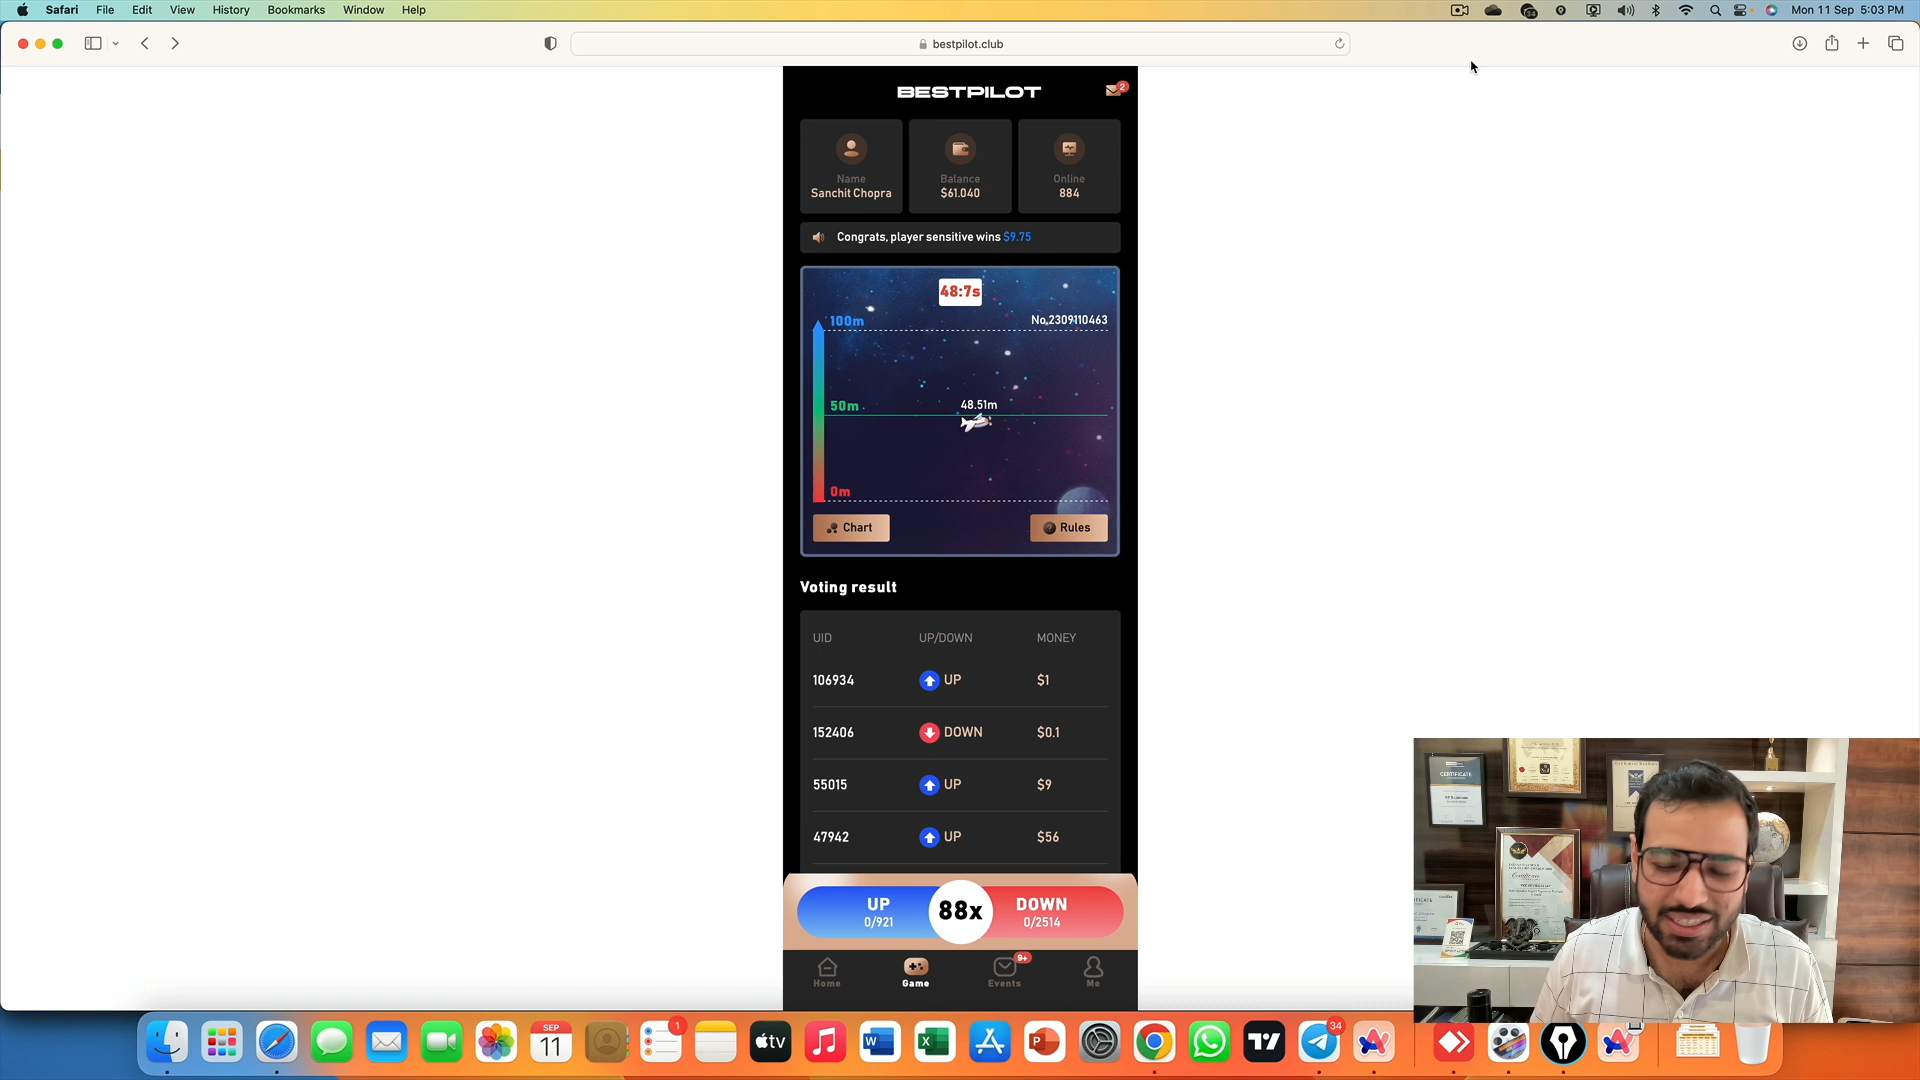 Safari File Edit View History Bookmarks Window Help
Mon 11 Sep 5:03 PM
bestpilot.club
BESTPILOT
2
Name
Sanchit Chopra
Balance
$61.040
Online
884
Congrats, player sensitive wins $9.75
48:7s
100m
No.2309110463
50m
48.51m
0m
Chart
Rules
Voting result
UID UP/DOWN MONEY
106934 UP $1
152406 DOWN $0.1
55015 UP $9
47942 UP $56
UP
0/921
88x
DOWN
0/2514
9+
Home Game Events Me
CERTIFICATE
SEP
11
1
tv
34